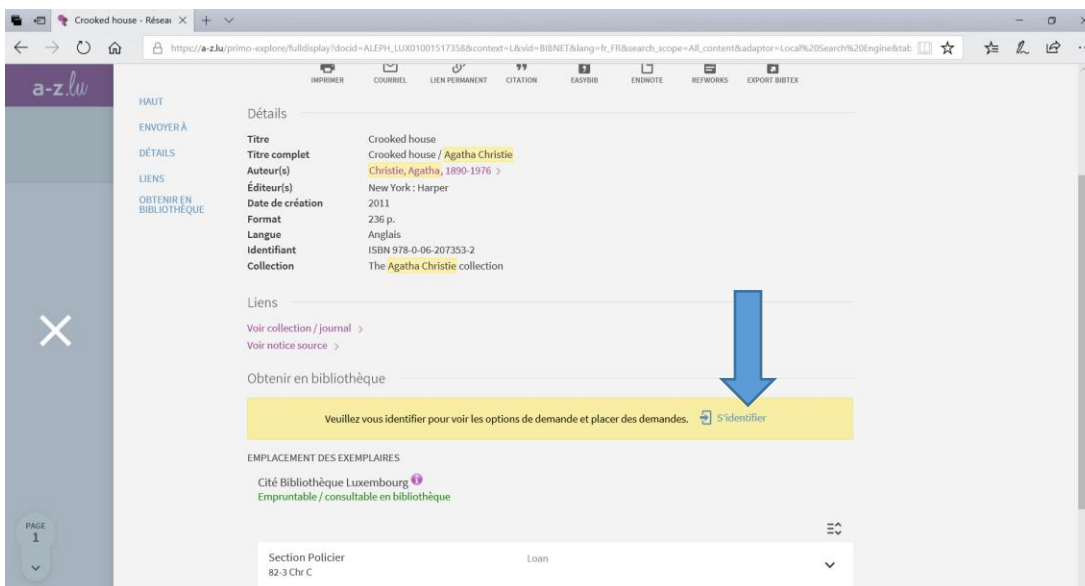 Crooked house - Réseau
https://a-z.lu/primo-explore/fulldisplay?docid=ALEPH_LUX01001517358&context=L&vid=BIBNET&lang=fr_FR&search_scope=All_content&adaptor=Local%20Search%20Engine&tab
a-z.lu
IMPRIMER COURRIEL LIEN PERMANENT CITATION EASYBIB ENDNOTE REFWORKS EXPORT BIBTEX
HAUT
ENVOYER À
DÉTAILS
LIENS
OBTENIR EN
BIBLIOTHÈQUE
Détails
Titre Crooked house
Titre complet Crooked house / Agatha Christie
Auteur(s) Christie, Agatha, 1890-1976 >
Éditeur(s) New York : Harper
Date de création 2011
Format 236 p.
Langue Anglais
Identifiant ISBN 978-0-06-207353-2
Collection The Agatha Christie collection
Liens
Voir collection / journal >
Voir notice source >
Obtenir en bibliothèque
Veuillez vous identifier pour voir les options de demande et placer des demandes. S'identifier
EMPLACEMENT DES EXEMPLAIRES
Cité Bibliothèque Luxembourg
Empruntable / consultable en bibliothèque
PAGE
1
Section Policier Loan
82-3 Chr C